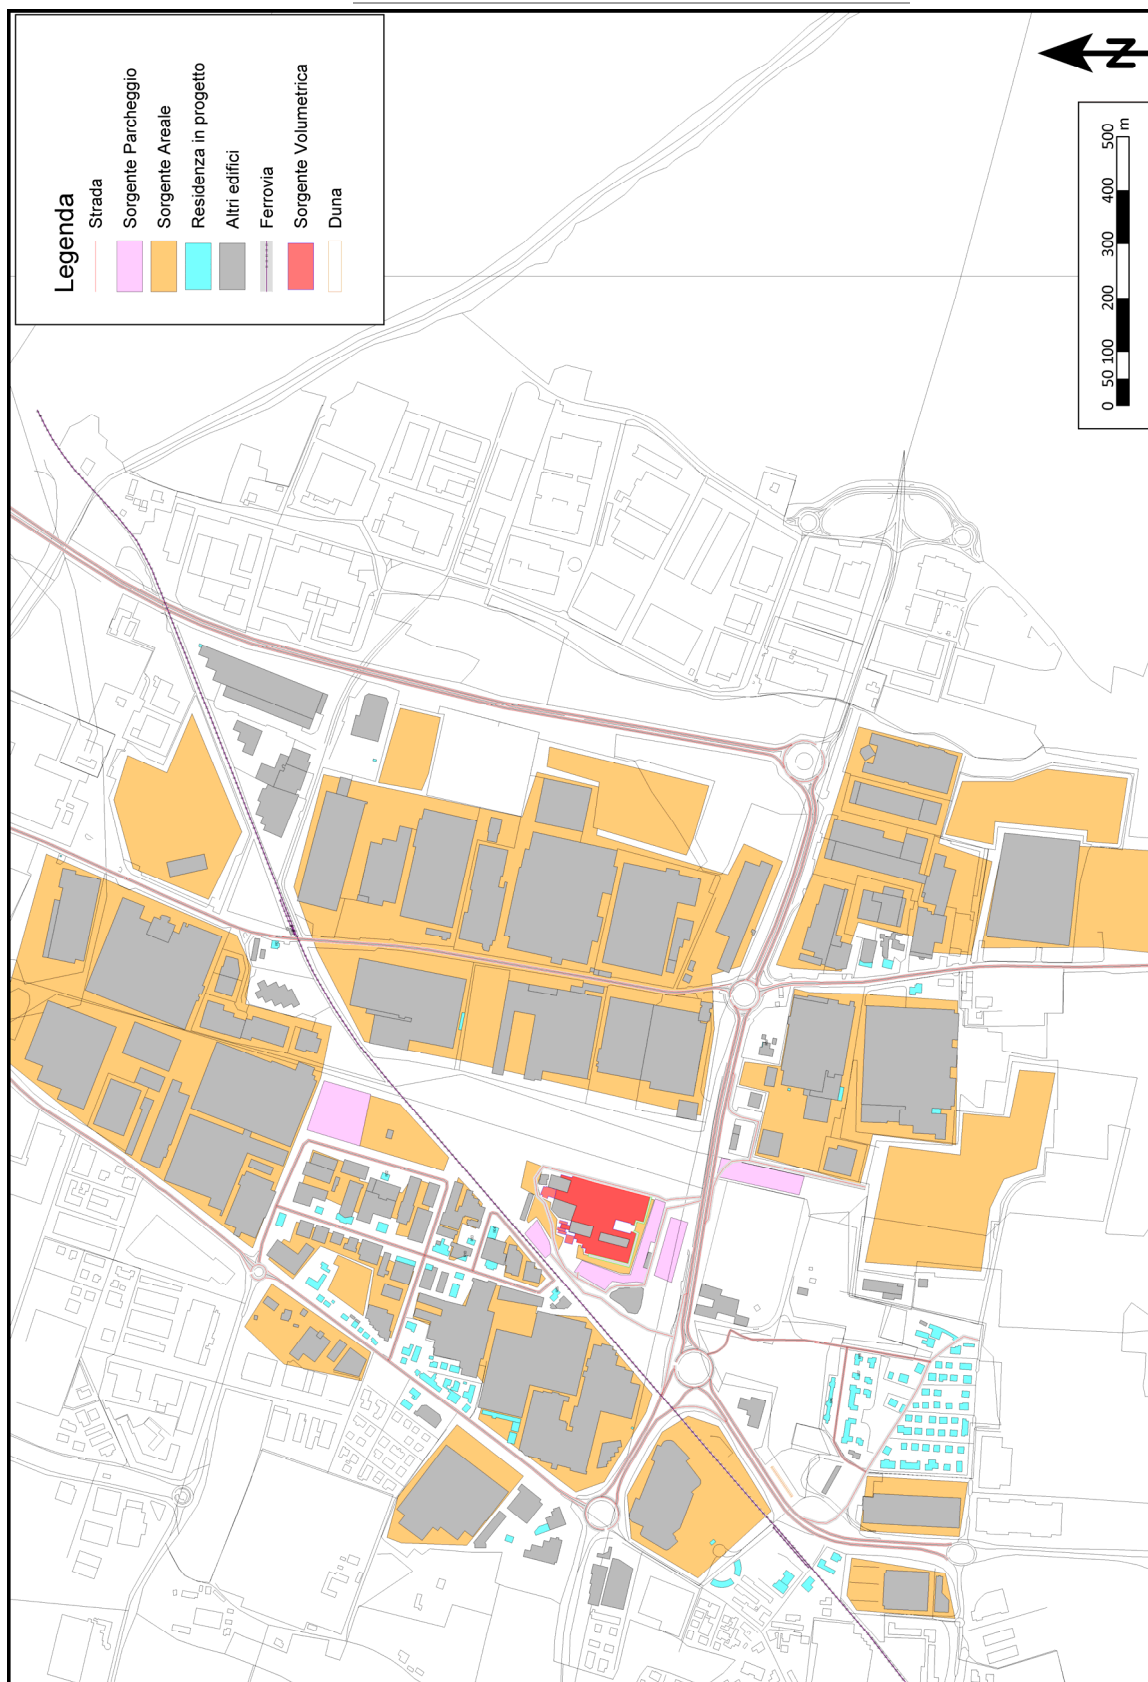 Legenda
Strada
Sorgente Parcheggio
Sorgente Areale
Residenza in progetto
Altri edifici
Ferrovia
Sorgente Volumetrica
Duna
N
0 50 100 200 300 400 500
m